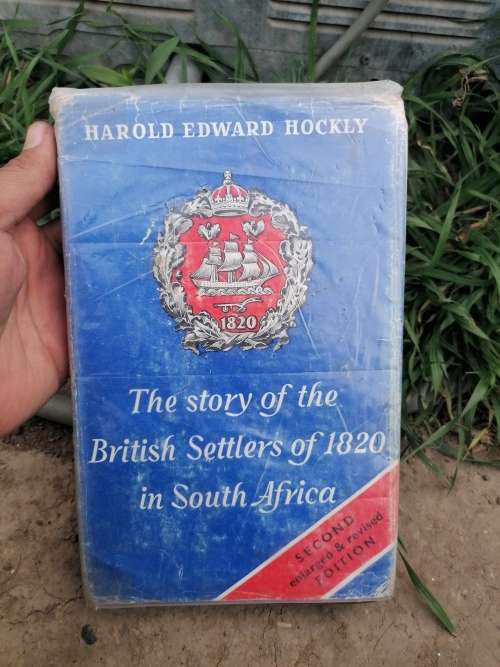 HAROLD EDWARD HOCKLY
1820
The story of the
British Settlers of 1820
in South Africa
SECOND
enlarged & revised
EDITION